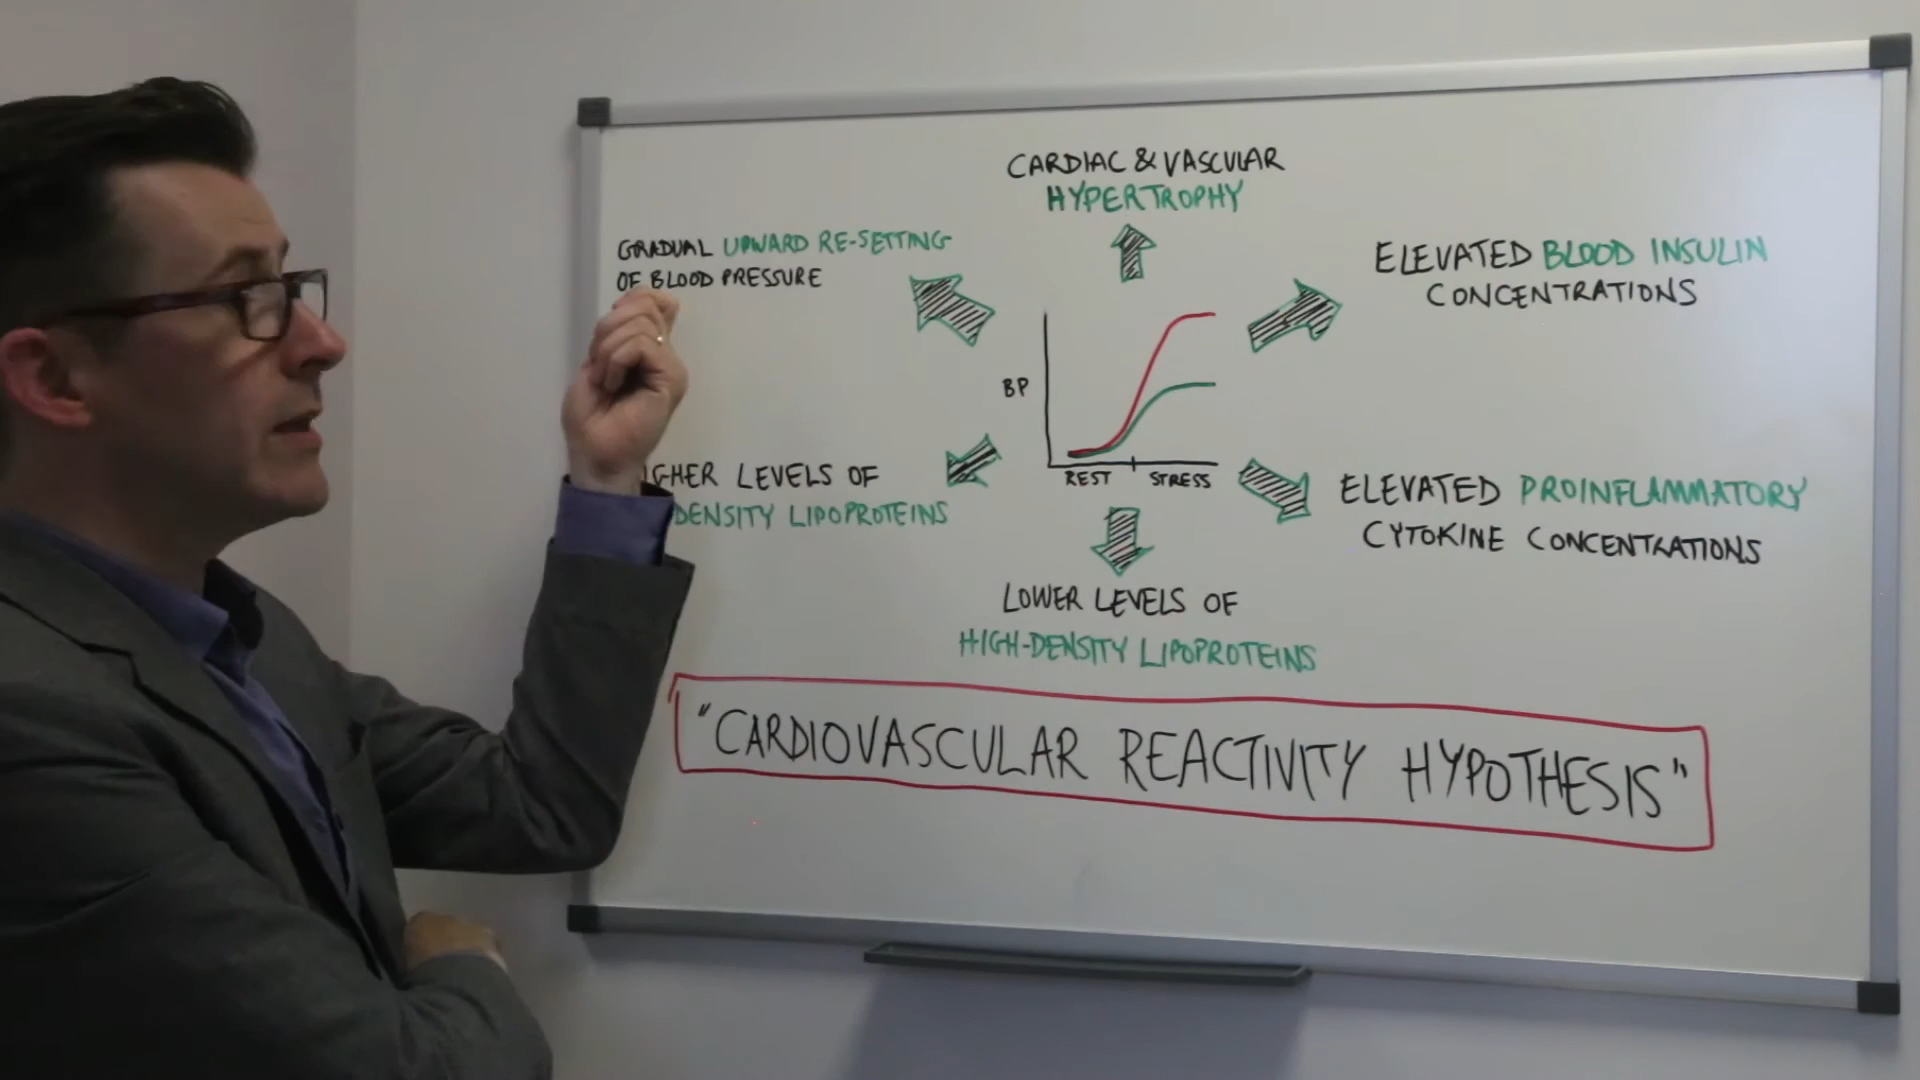 CARDIAC & VASCULAR
HYPERTROPHY
GRADUAL UPWARD RE-SETTING
OF BLOOD PRESSURE
ELEVATED BLOOD INSULIN
CONCENTRATIONS
BP
REST STRESS
GHER LEVELS OF
DENSITY LIPOPROTEINS
ELEVATED PROINFLAMMATORY
CYTOKINE CONCENTRATIONS
LOWER LEVELS OF
HIGH-DENSITY LIPOPROTEINS
"CARDIOVASCULAR REACTIVITY HYPOTHESIS"